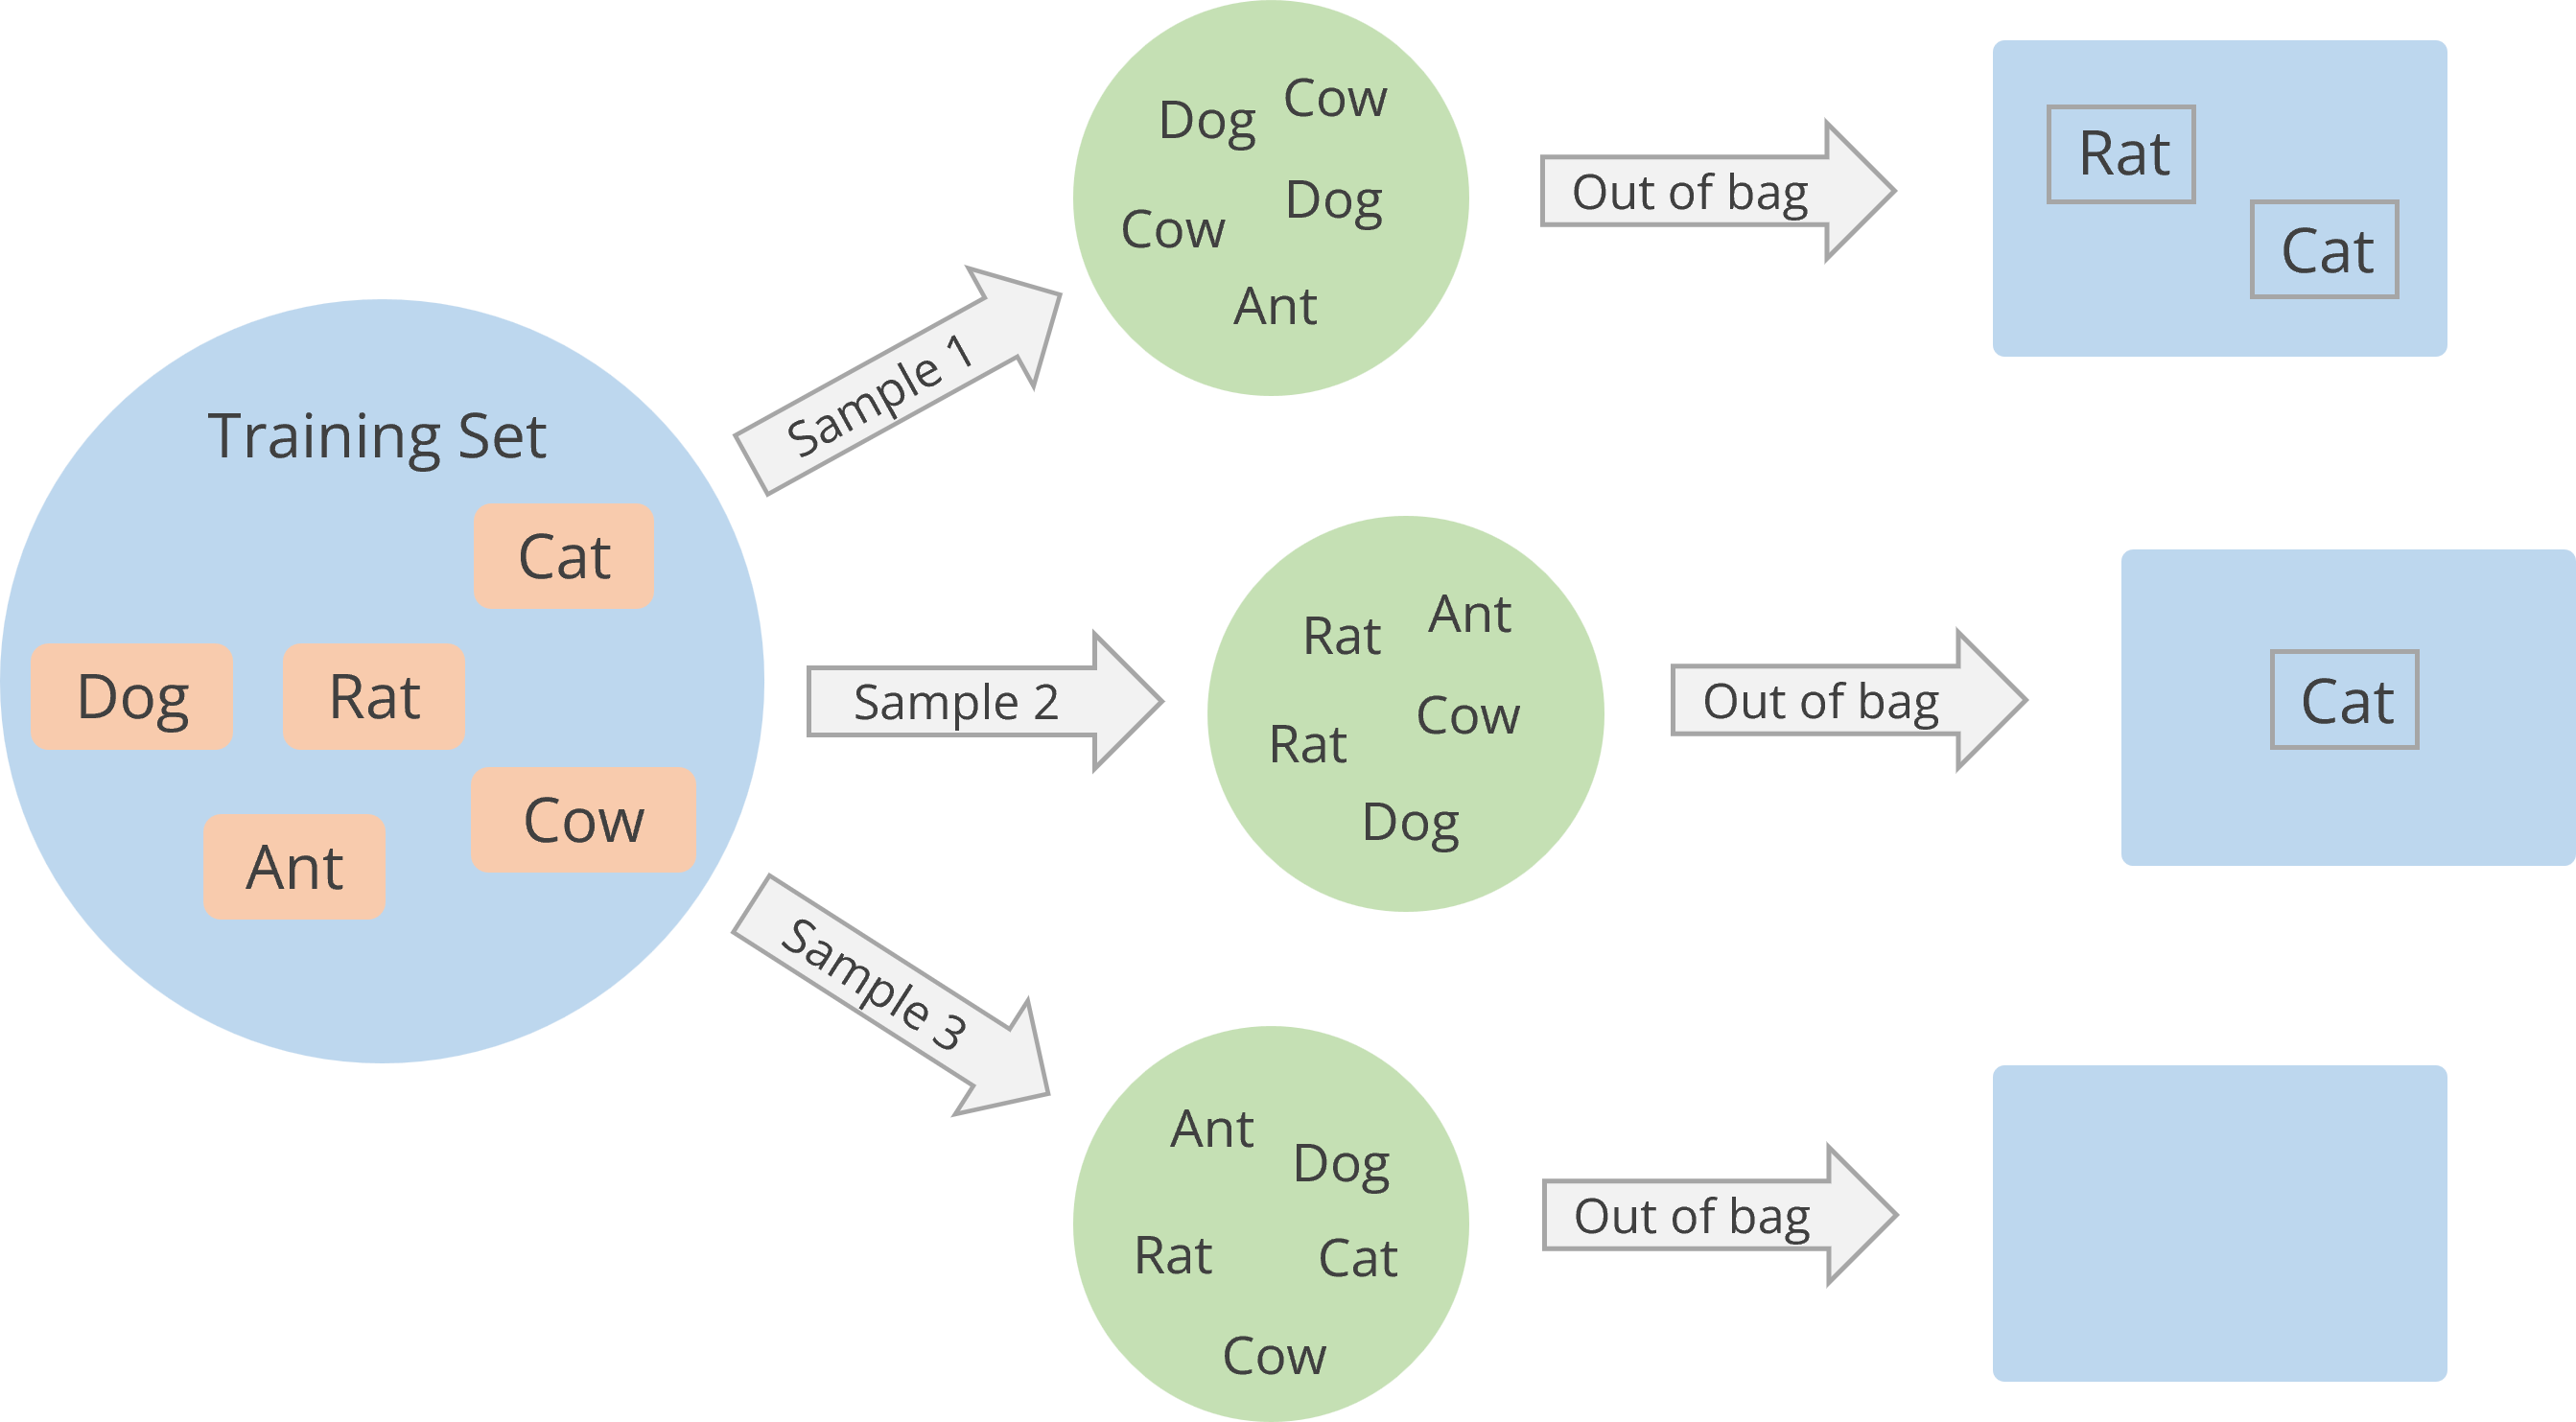 Training Set
Cat
Dog
Rat
Cow
Ant
Sample 1
Dog
Cow
Dog
Cow
Ant
Out of bag
Rat
Cat
Sample 2
Rat
Ant
Cow
Rat
Dog
Out of bag
Cat
Sample 3
Ant
Dog
Rat
Cat
Cow
Out of bag